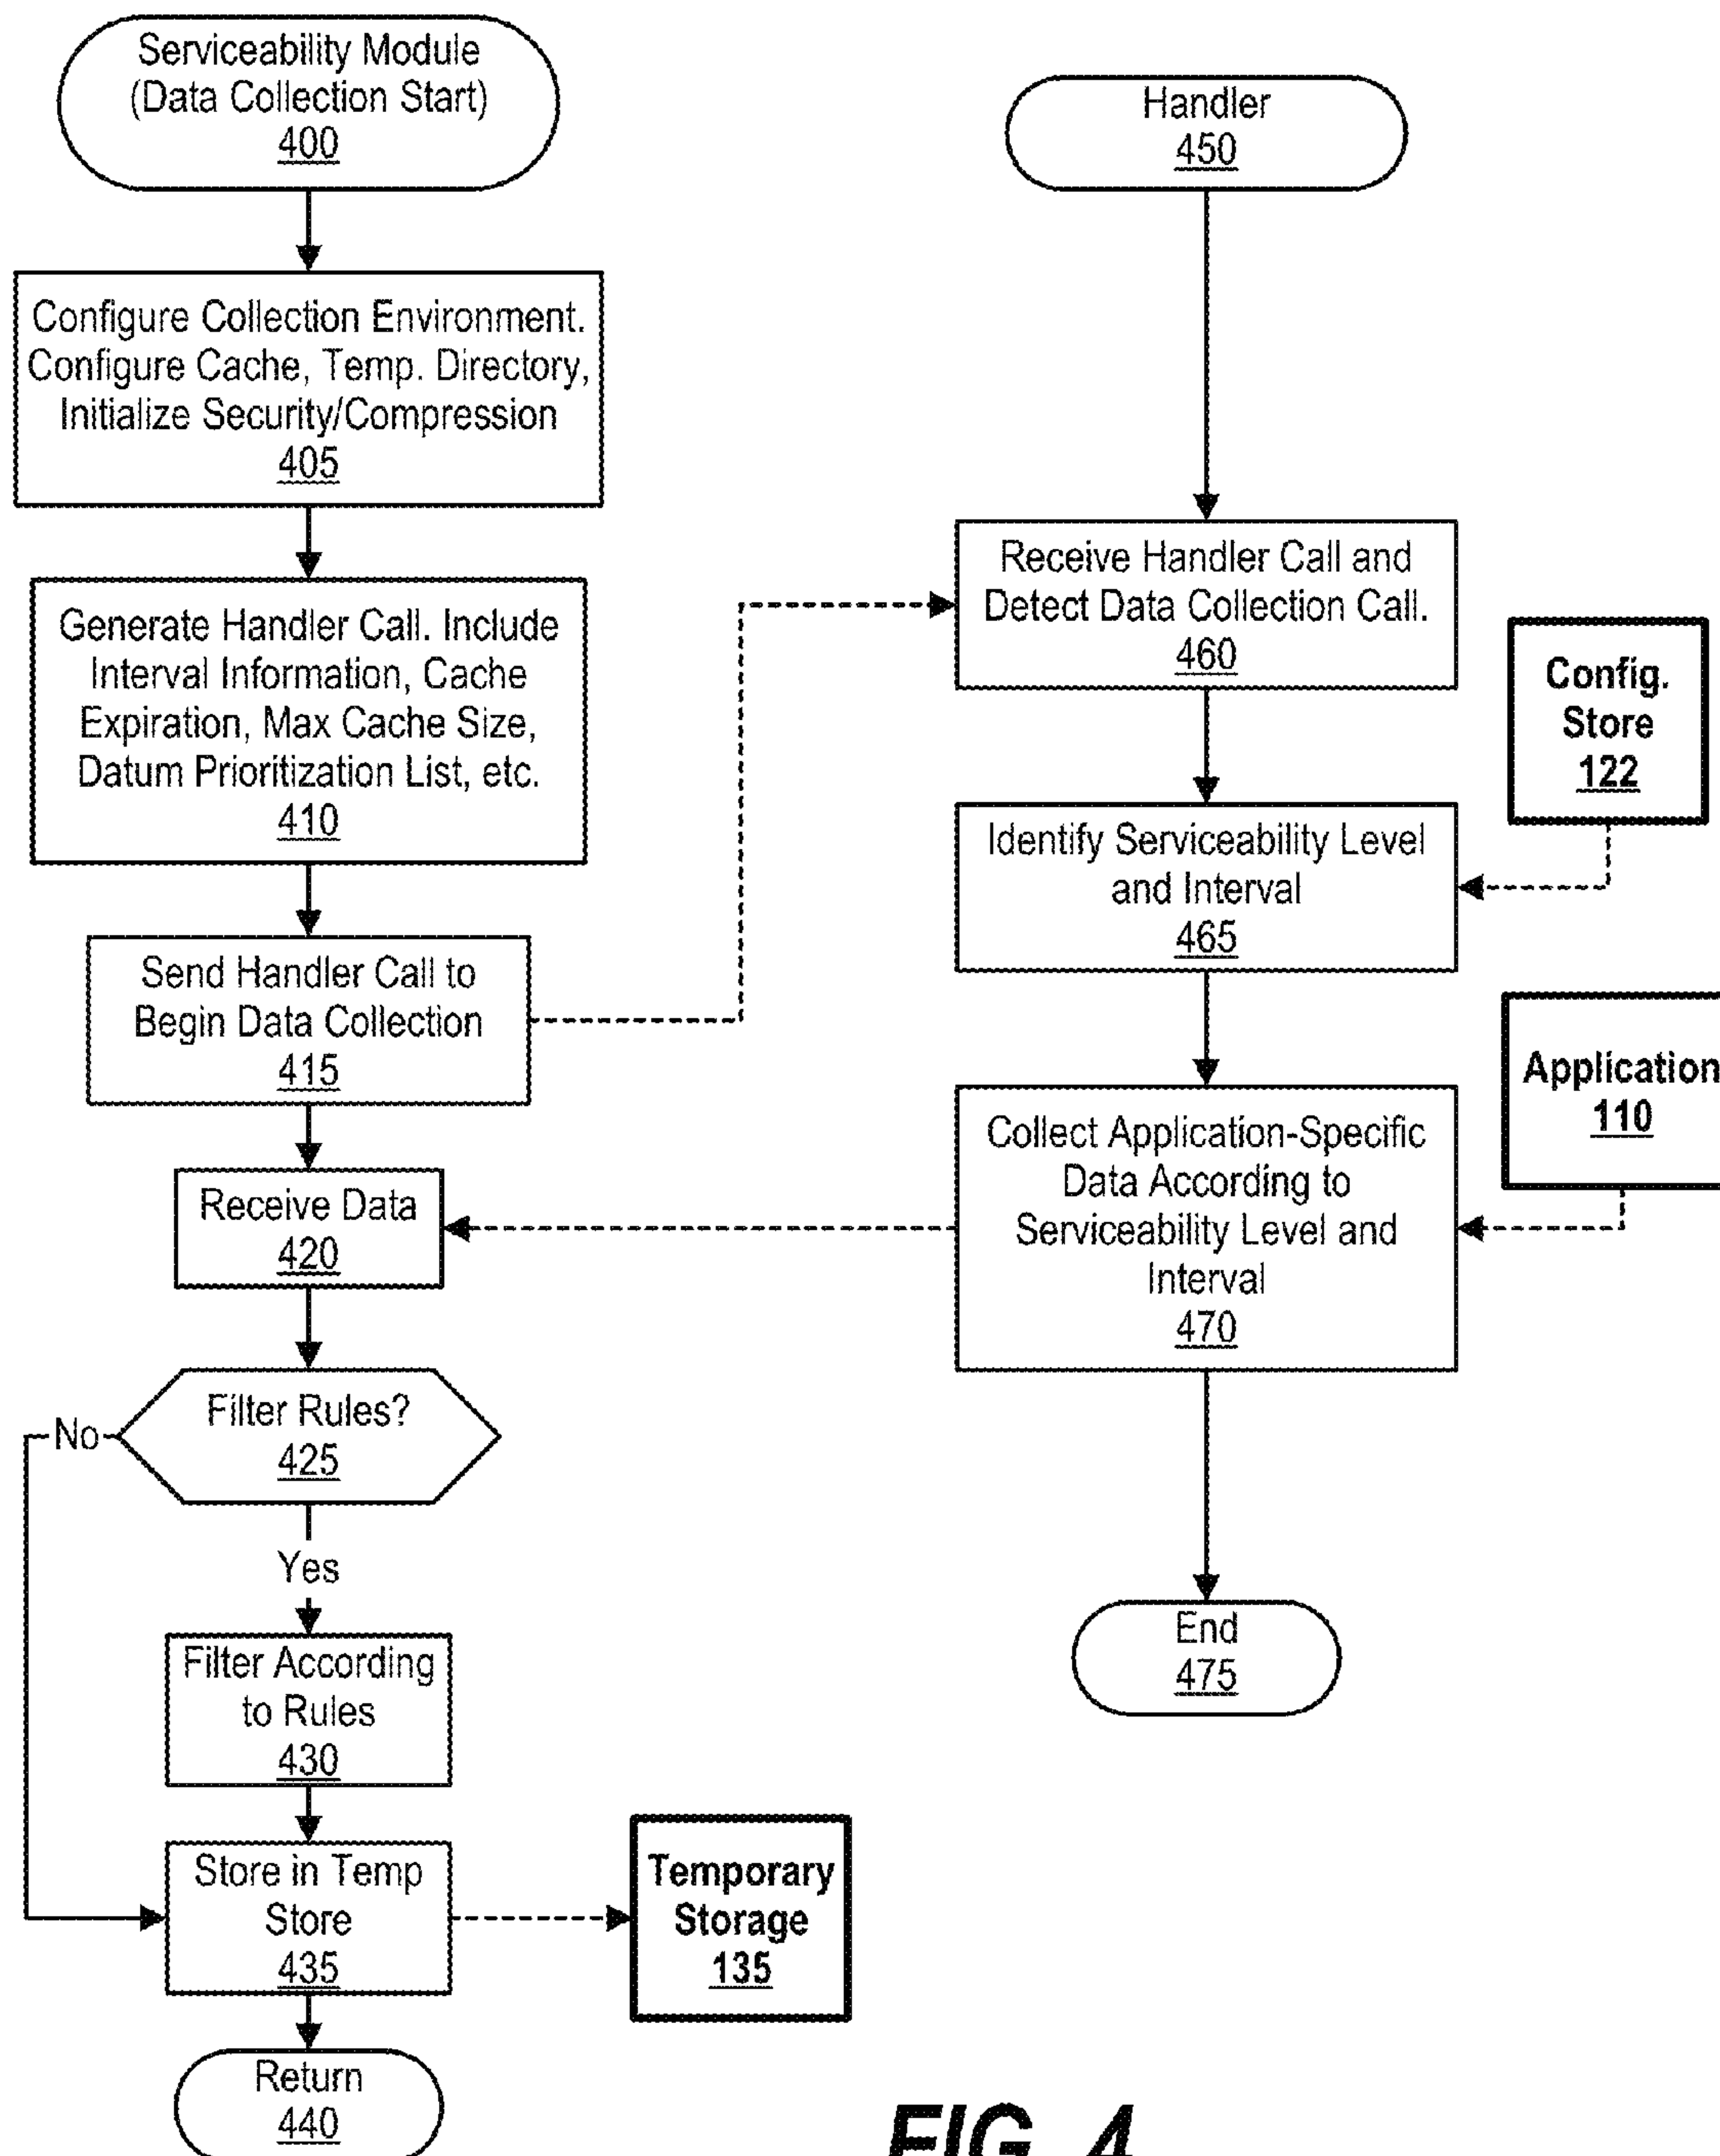 Serviceability Module
(Data Collection Start)
400
Configure Collection Environment.
Configure Cache, Temp. Directory,
Initialize Security/Compression
405
Generate Handler Call. Include
Interval Information, Cache
Expiration, Max Cache Size,
Datum Prioritization List, etc.
410
Send Handler Call to
Begin Data Collection
415
Receive Data
420
Filter Rules?
425
No
Yes
Filter According
to Rules
430
Store in Temp
Store
435
Temporary
Storage
135
Return
440
Handler
450
Receive Handler Call and
Detect Data Collection Call.
460
Config.
Store
122
Identify Serviceability Level
and Interval
465
Application
110
Collect Application-Specific
Data According to
Serviceability Level and
Interval
470
End
475
FIG. 4